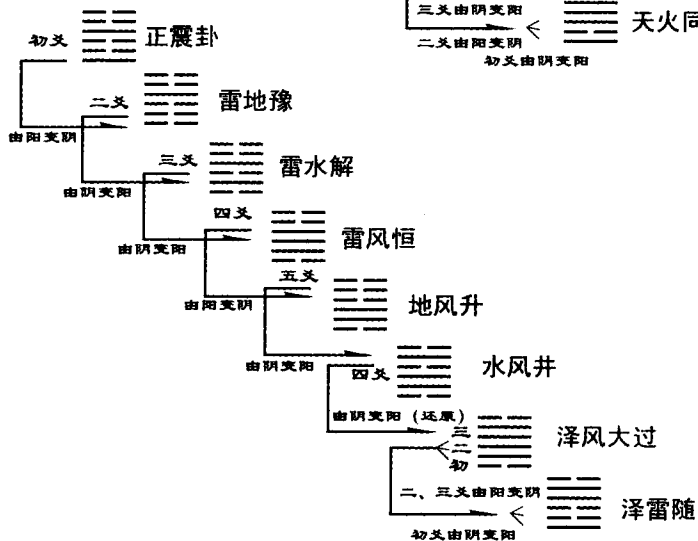 三爻由阴变阳
二爻由阳变阴
天火同
初爻由阴变阳
初爻
正震卦
二爻
雷地豫
由阳变阴
三爻
雷水解
由阴变阳
四爻
雷风恒
由阴变阳
五爻
地风升
由阳变阴
水风井
由阴变阳
四爻
由阴变阳（还原）
三
二
初
泽风大过
二、三爻由阳变阴
泽雷随
初爻由阴变阳